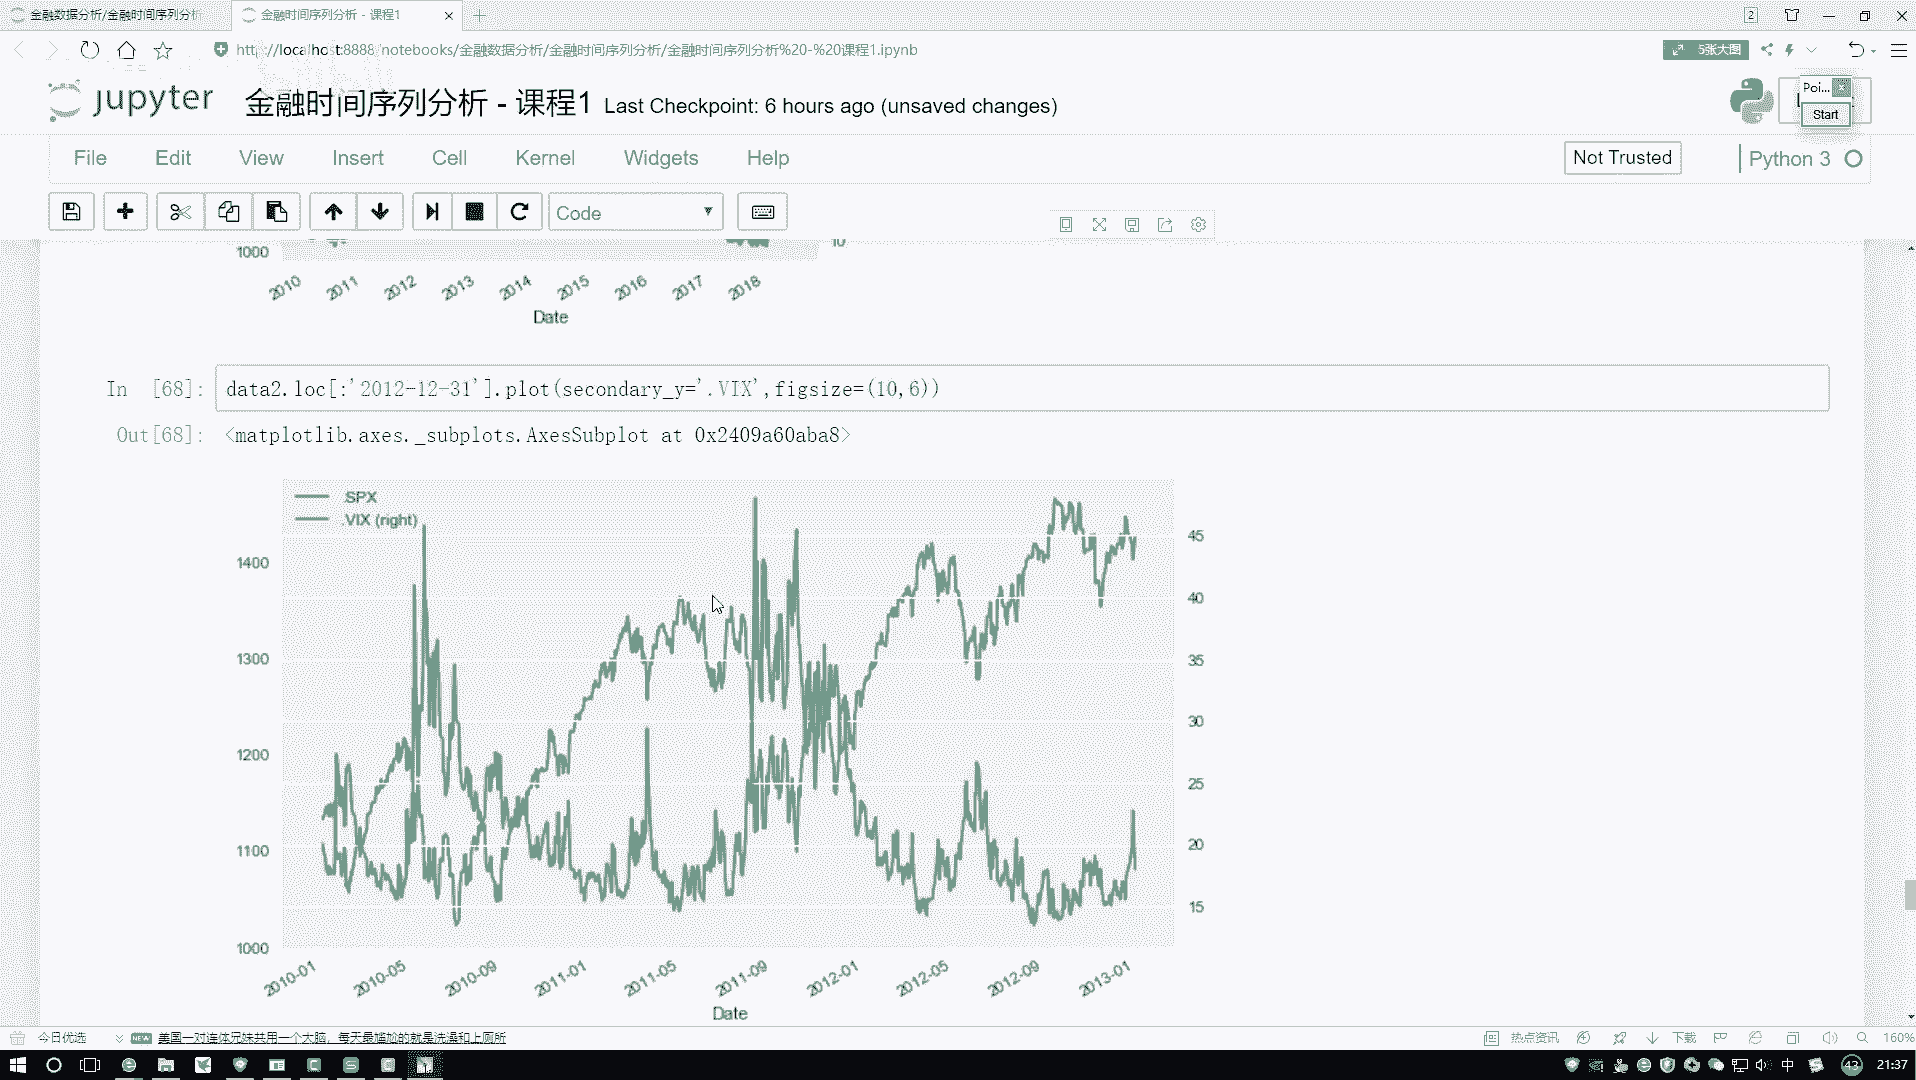 金融数据分析/金融时间序列分析
金融时间序列分析 - 课程1
2
http://localhost:8888/notebooks/金融数据分析/金融时间序列分析/金融时间序列分析%20-%20课程1.ipynb
5张大图
jupyter 金融时间序列分析 - 课程1 Last Checkpoint: 6 hours ago (unsaved changes)
Poi...
Start
File Edit View Insert Cell Kernel Widgets Help
Not Trusted
Python 3
Code
1000
10
2010 2011 2012 2013 2014 2015 2016 2017 2018
Date
In [68]: data2.loc[:'2012-12-31'].plot(secondary_y='.VIX',figsize=(10,6))
Out[68]: <matplotlib.axes._subplots.AxesSubplot at 0x2409a60aba8>
.SPX
.VIX (right)
1400
1300
1200
1100
1000
45
40
35
30
25
20
15
2010-01 2010-05 2010-09 2011-01 2011-05 2011-09 2012-01 2012-05 2012-09 2013-01
Date
今日优选
NEW
美国一对连体兄妹共用一个大脑，每天最尴尬的就是洗澡和上厕所
热点资讯
下载
160%
中
43
21:37